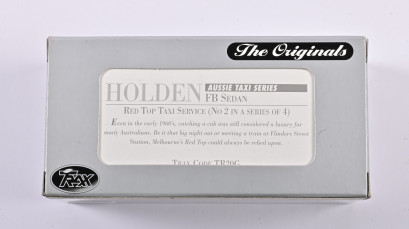 The Originals
HOLDEN AUSSIE TAXI SERIES
FB SEDAN
RED TOP TAXI SERVICE (NO 2 IN A SERIES OF 4)
Even in the early 1960's, catching a cab was still considered a luxury for
most Australians. Be it that big night out or meeting a train at Flinders Street
Station, Melbourne's Red Top could always be relied upon.
TRAX CODE TR20G
TRAX